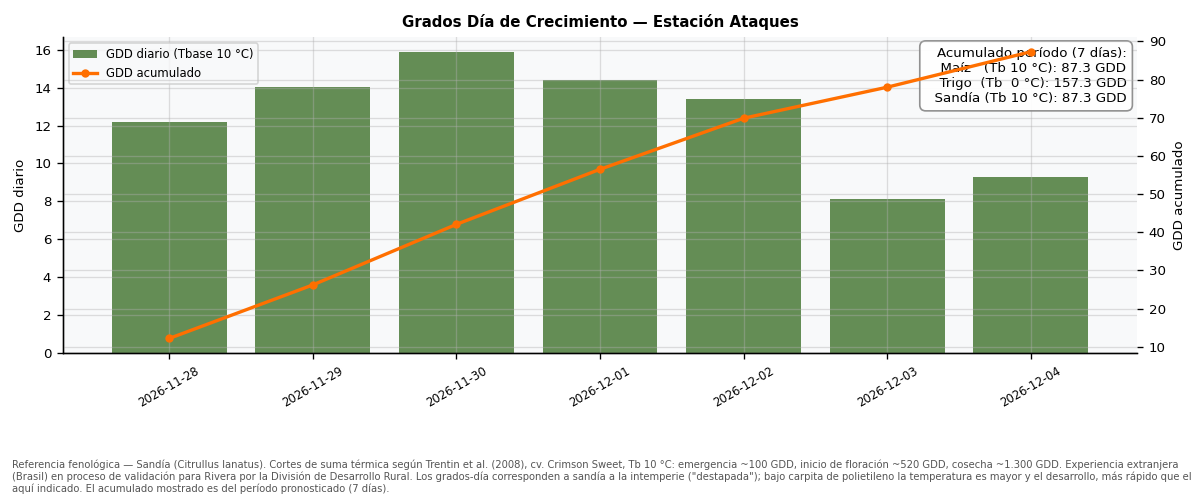 Grados Día de Crecimiento — Estación Ataques
GDD diario (Tbase 10 °C)
GDD acumulado
Acumulado período (7 días):
Maíz (Tb 10 °C): 87.3 GDD
Trigo (Tb 0 °C): 157.3 GDD
Sandía (Tb 10 °C): 87.3 GDD
GDD diario
16
14
12
10
8
6
4
2
0
GDD acumulado
90
80
70
60
50
40
30
20
10
2026-11-28
2026-11-29
2026-11-30
2026-12-01
2026-12-02
2026-12-03
2026-12-04
Referencia fenológica — Sandía (Citrullus lanatus). Cortes de suma térmica según Trentin et al. (2008), cv. Crimson Sweet, Tb 10 °C: emergencia ~100 GDD, inicio de floración ~520 GDD, cosecha ~1.300 GDD. Experiencia extranjera
(Brasil) en proceso de validación para Rivera por la División de Desarrollo Rural. Los grados-día corresponden a sandía a la intemperie ("destapada"); bajo carpita de polietileno la temperatura es mayor y el desarrollo, más rápido que el
aquí indicado. El acumulado mostrado es del período pronosticado (7 días).